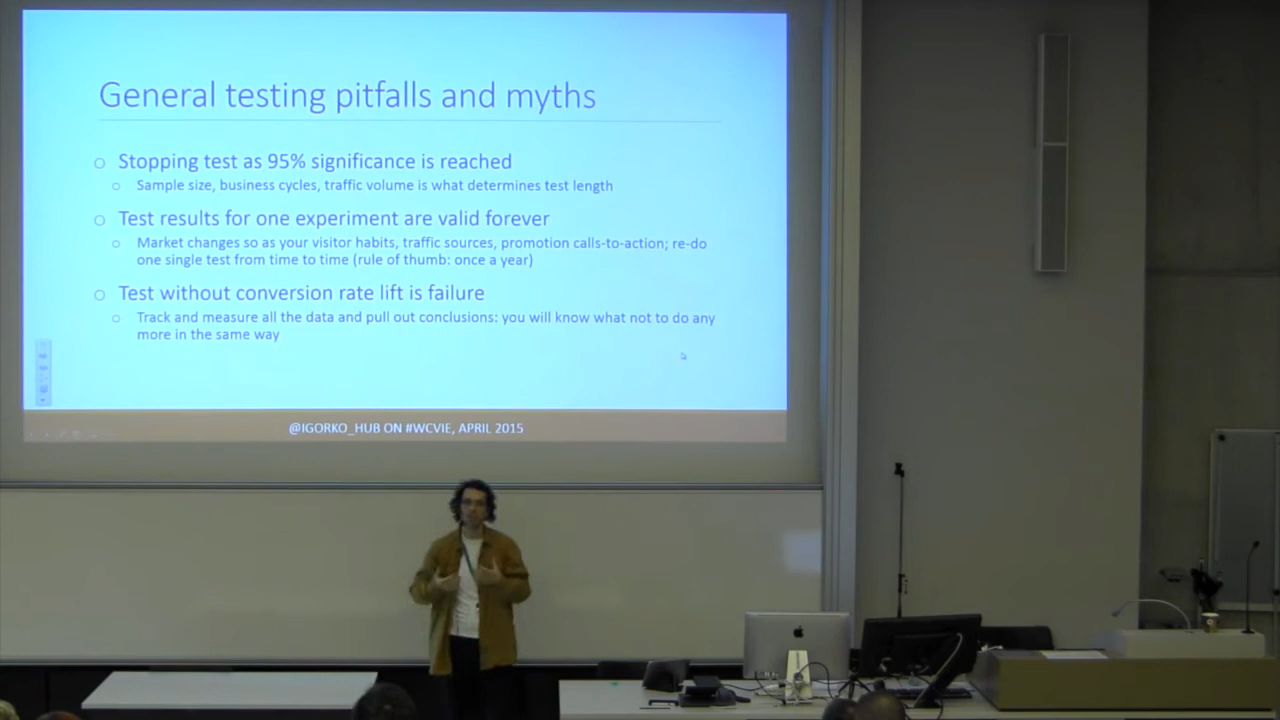 General testing pitfalls and myths
Stopping test as 95% significance is reached
Sample size, business cycles, traffic volume is what determines test length
Test results for one experiment are valid forever
Market changes so as your visitor habits, traffic sources, promotion calls-to-action; re-do
one single test from time to time (rule of thumb: once a year)
Test without conversion rate lift is failure
Track and measure all the data and pull out conclusions: you will know what not to do any
more in the same way
@IGORKO_HUB ON #WCVIE, APRIL 2015